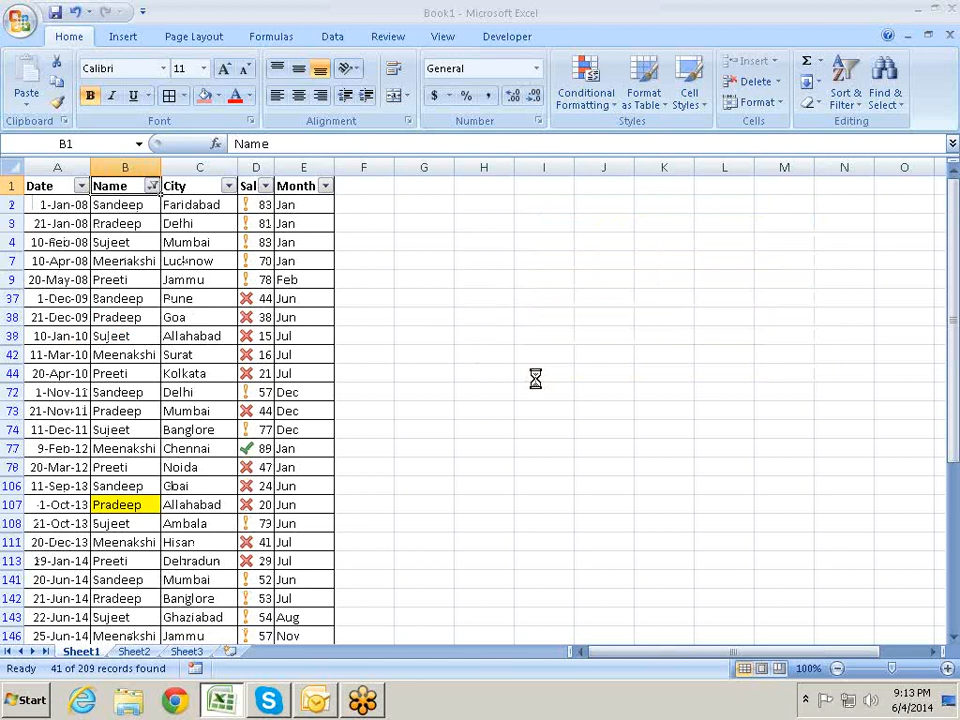 Book1 - Microsoft Excel
Home Insert Page Layout Formulas Data Review View Developer
Paste
Clipboard
Calibri 11
B I U
Font
Alignment
General
$ % ,
Number
Conditional Formatting
Format as Table
Cell Styles
Styles
Insert
Delete
Format
Cells
Sort & Filter
Find & Select
Editing
B1 fx Name
A B C D E F G H I J K L M N O
1 Date Name City Sal Month
2 1-Jan-08 Sandeep Faridabad 83 Jan
3 21-Jan-08 Pradeep Delhi 81 Jan
4 10-Feb-08 Sujeet Mumbai 83 Jan
7 10-Apr-08 Meenakshi Lucknow 70 Jan
9 20-May-08 Preeti Jammu 78 Feb
37 1-Dec-09 Sandeep Pune 44 Jun
38 21-Dec-09 Pradeep Goa 38 Jun
39 10-Jan-10 Sujeet Allahabad 15 Jul
42 11-Mar-10 Meenakshi Surat 16 Jul
44 20-Apr-10 Preeti Kolkata 21 Jul
72 1-Nov-11 Sandeep Delhi 57 Dec
73 21-Nov-11 Pradeep Mumbai 44 Dec
74 11-Dec-11 Sujeet Banglore 77 Dec
77 9-Feb-12 Meenakshi Chennai 89 Jan
78 20-Mar-12 Preeti Noida 47 Jan
106 11-Sep-13 Sandeep Goai 24 Jun
107 1-Oct-13 Pradeep Allahabad 20 Jun
108 21-Oct-13 Sujeet Ambala 79 Jun
111 20-Dec-13 Meenakshi Hisar 41 Jul
113 19-Jan-14 Preeti Dehradun 29 Jul
141 20-Jun-14 Sandeep Mumbai 52 Jun
142 21-Jun-14 Pradeep Banglore 53 Jul
143 22-Jun-14 Sujeet Ghaziabad 54 Aug
146 25-Jun-14 Meenakshi Jammu 57 Nov
Sheet1 Sheet2 Sheet3
Ready 41 of 209 records found 100%
Start
9:13 PM
6/4/2014